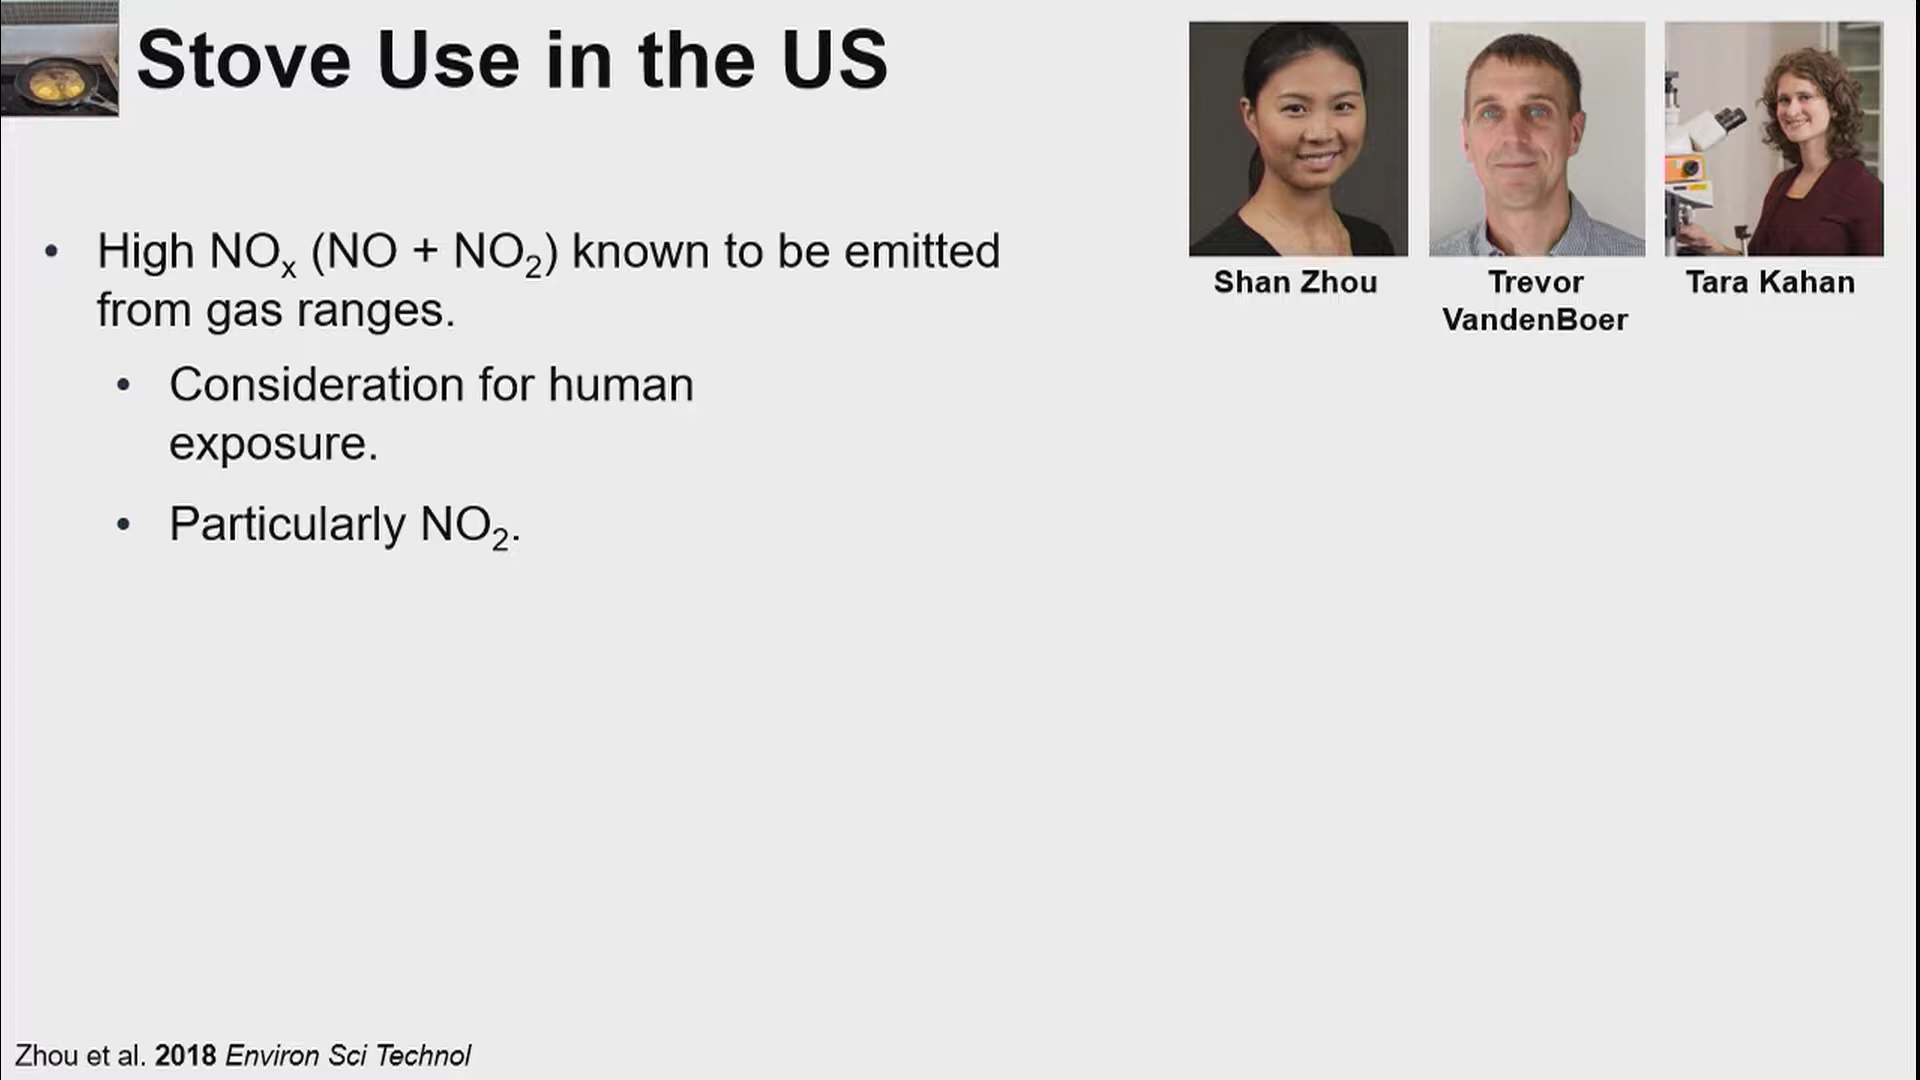 Stove Use in the US
• High NOₓ (NO + NO₂) known to be emitted
from gas ranges.
• Consideration for human
exposure.
• Particularly NO₂.
Shan Zhou
Trevor
VandenBoer
Tara Kahan
Zhou et al. 2018 Environ Sci Technol